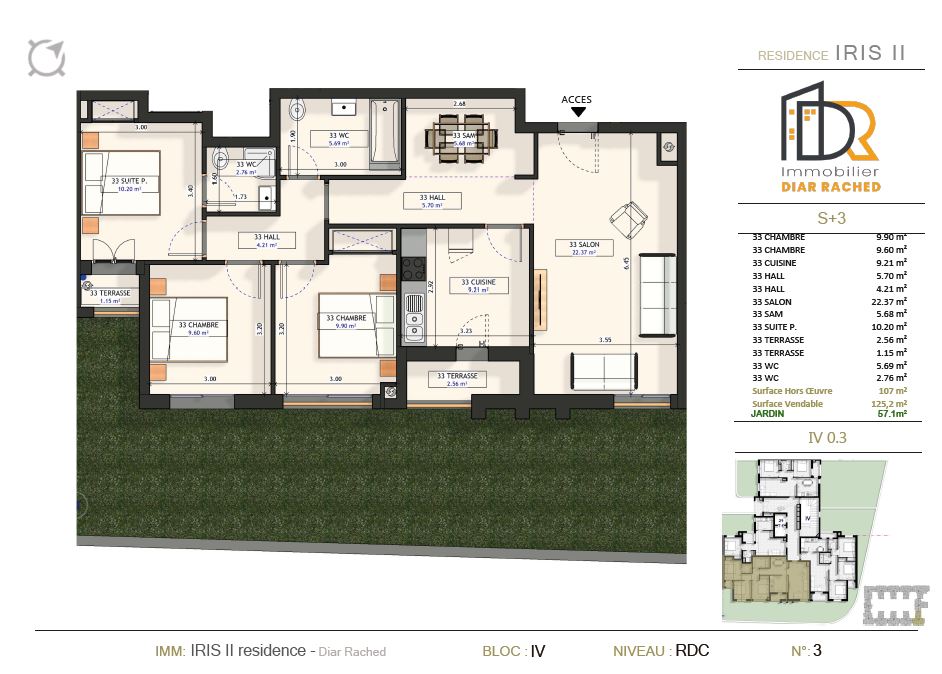 RESIDENCE IRIS II
DR
Immobilier
DIAR RACHED
S+3
33 CHAMBRE 9.90 m²
33 CHAMBRE 9.60 m²
33 CUISINE 9.21 m²
33 HALL 5.70 m²
33 HALL 4.21 m²
33 SALON 22.37 m²
33 SAM 5.68 m²
33 SUITE P. 10.20 m²
33 TERRASSE 2.56 m²
33 TERRASSE 1.15 m²
33 WC 5.69 m²
33 WC 2.76 m²
Surface Hors Œuvre 107 m²
Surface Vendable 125,2 m²
JARDIN 57.1m²
IV 0.3
IV
ACCES
2.68
3.00
33 SAM
5.68 m²
1.90
33 WC
5.69 m²
3.00
33 WC
2.76 m²
1.60
1.73
33 SUITE P.
10.20 m²
3.40
33 HALL
5.70 m²
33 HALL
4.21 m²
33 SALON
22.37 m²
6.45
3.55
33 CUISINE
9.21 m²
2.92
3.23
33 TERRASSE
1.15 m²
33 CHAMBRE
9.60 m²
3.20
3.00
33 CHAMBRE
9.90 m²
3.20
3.00
33 TERRASSE
2.56 m²
IMM: IRIS II residence - Diar Rached BLOC : IV NIVEAU : RDC N°: 3